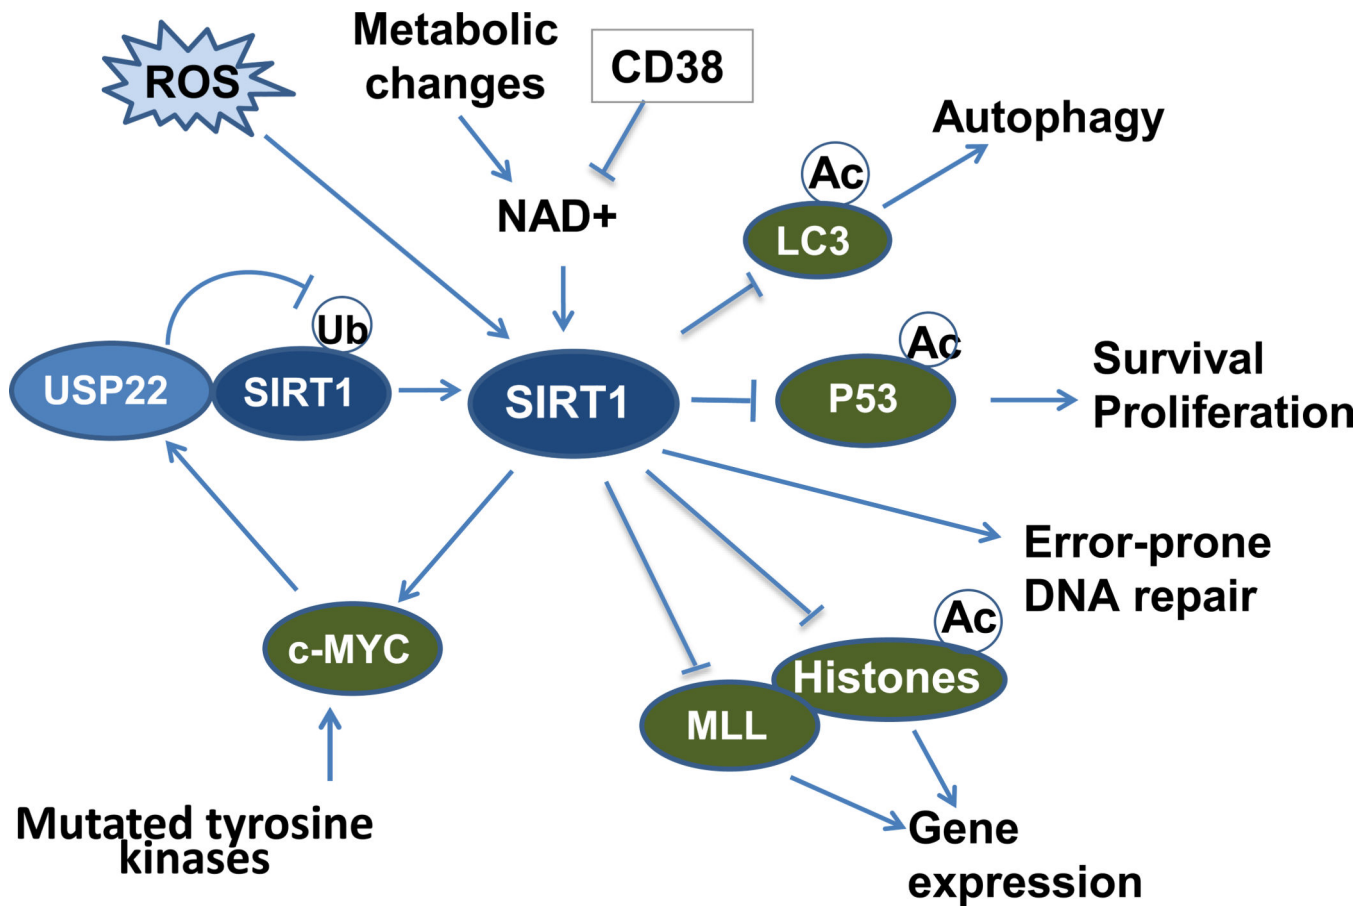 ROS
Metabolic
changes
CD38
NAD+
Autophagy
Ac
LC3
Ub
USP22
SIRT1
SIRT1
Ac
P53
Survival
Proliferation
Error-prone
DNA repair
c-MYC
Ac
Histones
MLL
Mutated tyrosine
kinases
Gene
expression